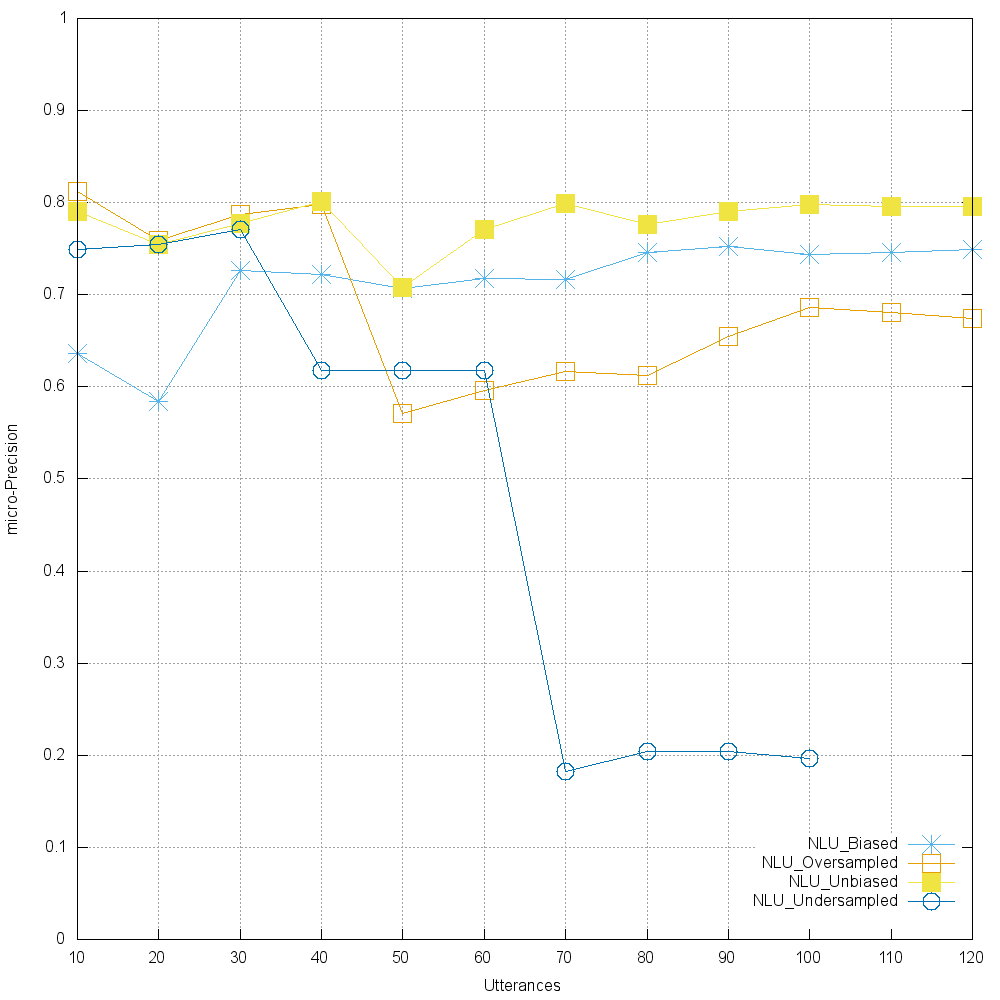 1
0.9
0.8
0.7
0.6
0.5
0.4
0.3
0.2
0.1
0
micro-Precision
NLU_Biased
NLU_Oversampled
NLU_Unbiased
NLU_Undersampled
10 20 30 40 50 60 70 80 90 100 110 120
Utterances